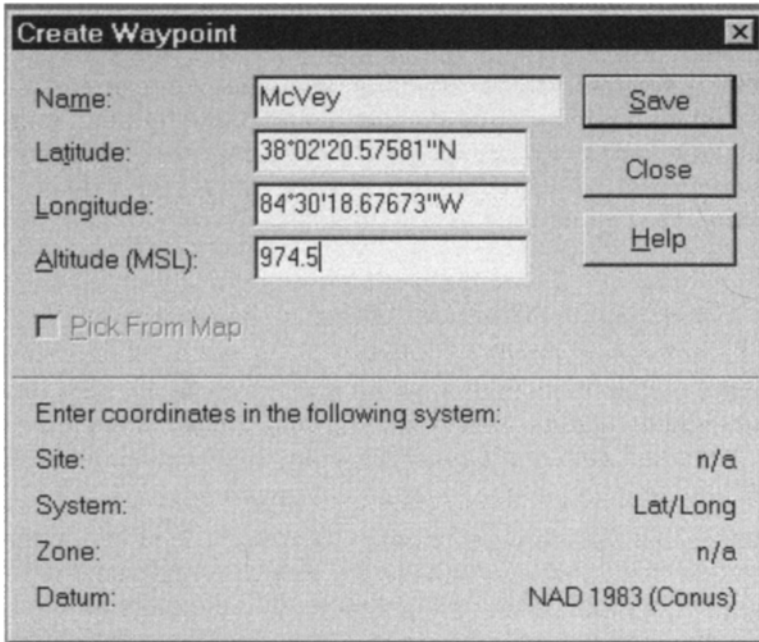 Create Waypoint
Name: McVey Save
Latitude: 38°02'20.57581"N
Close
Longitude: 84°30'18.67673"W
Altitude (MSL): 974.5 Help
Pick From Map
Enter coordinates in the following system:
Site: n/a
System: Lat/Long
Zone: n/a
Datum: NAD 1983 (Conus)